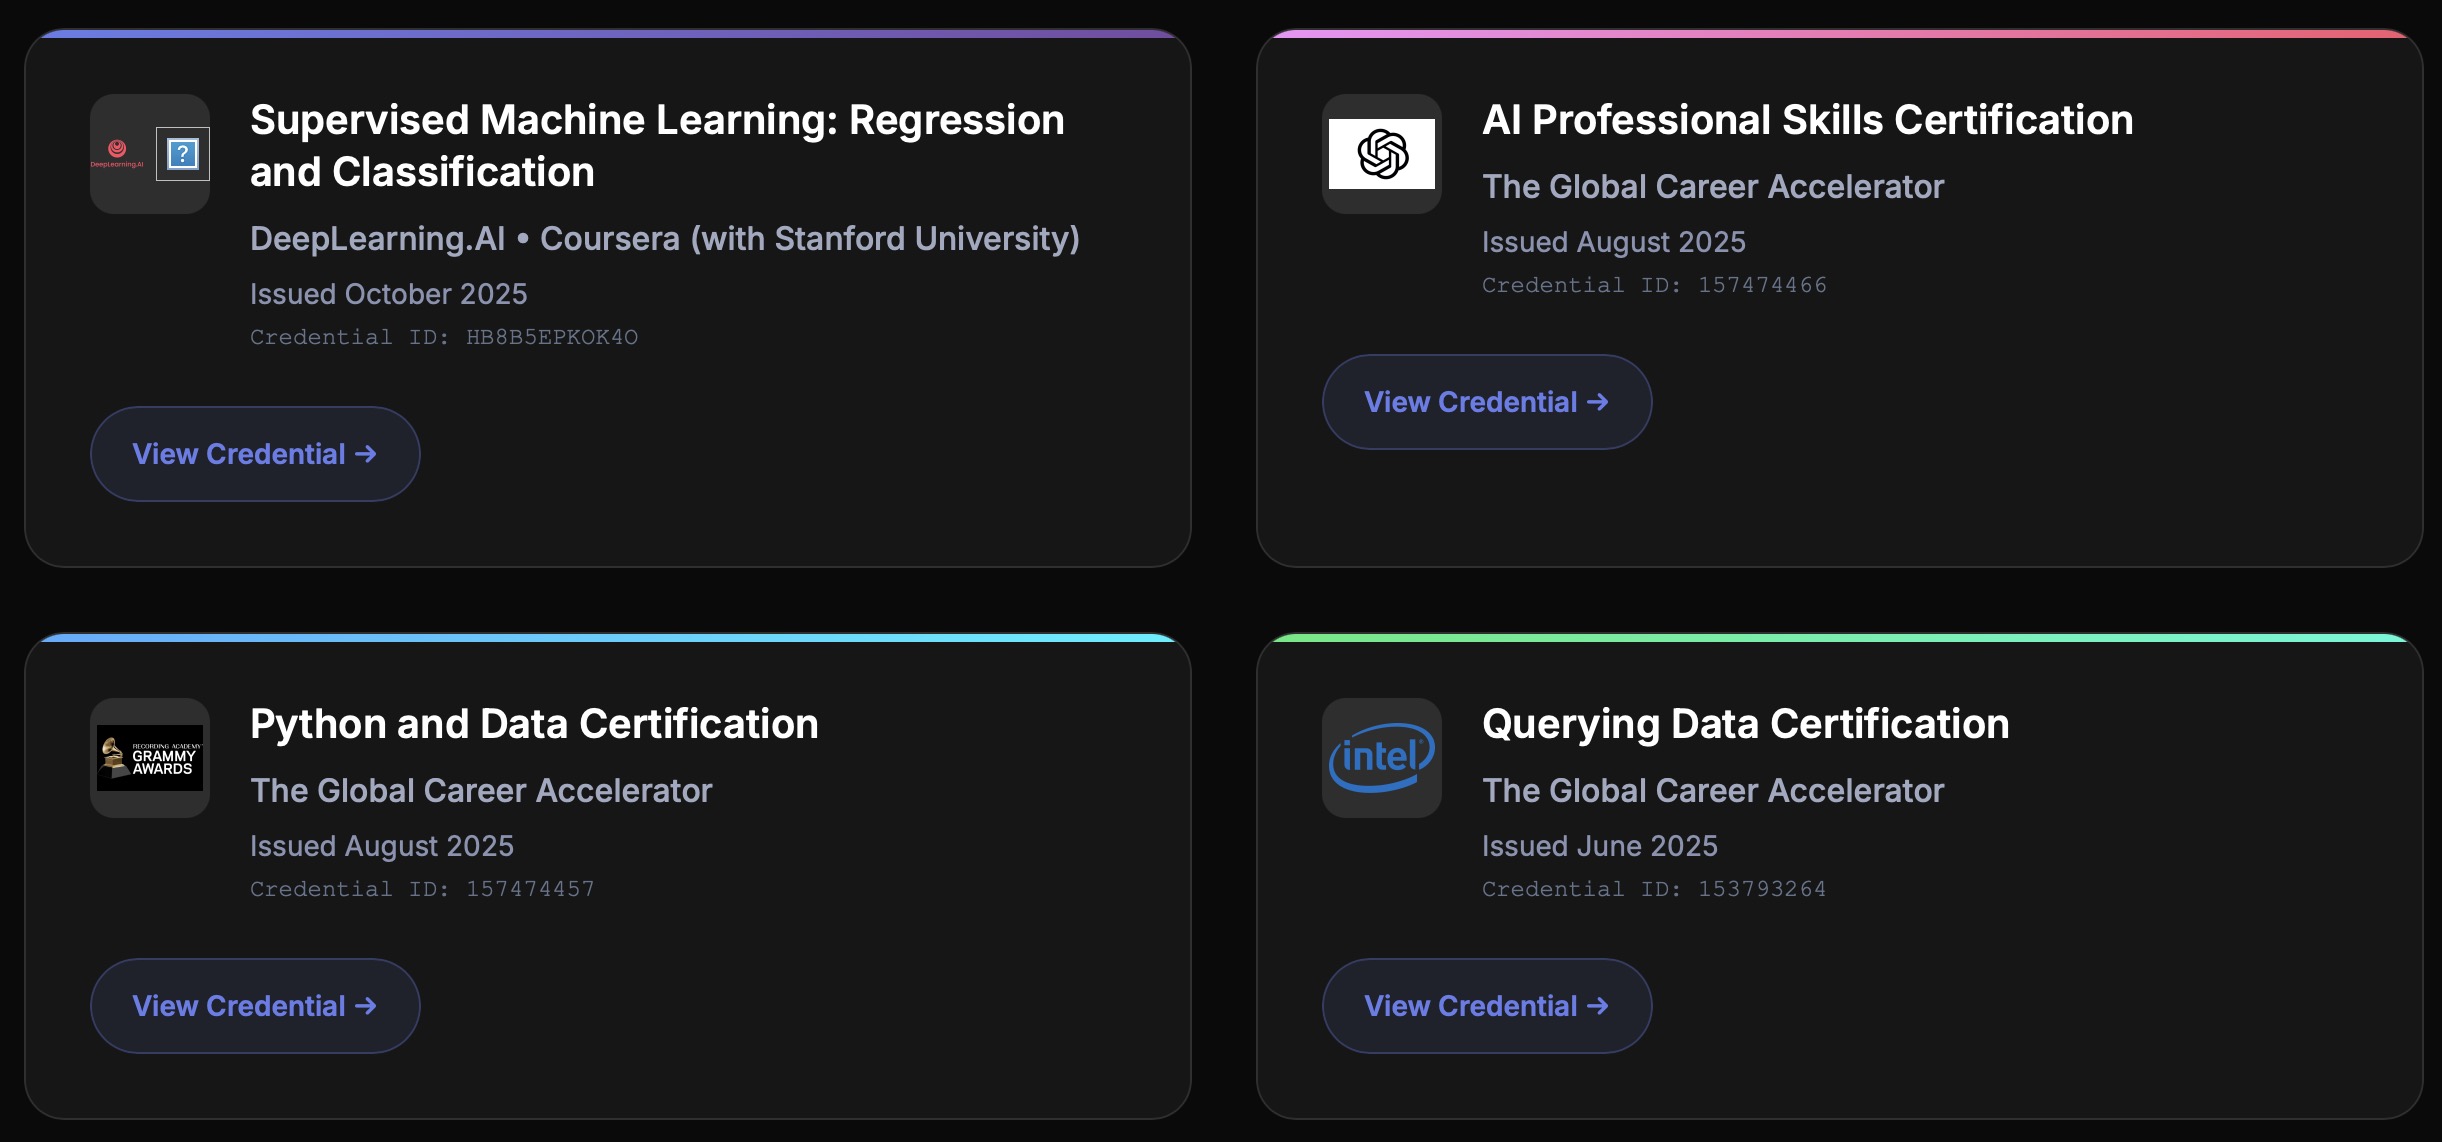 DeepLearning.AI
?
Supervised Machine Learning: Regression
and Classification
DeepLearning.AI • Coursera (with Stanford University)
Issued October 2025
Credential ID: HB8B5EPKOK4O
View Credential →
AI Professional Skills Certification
The Global Career Accelerator
Issued August 2025
Credential ID: 157474466
View Credential →
RECORDING ACADEMY
GRAMMY
AWARDS
Python and Data Certification
The Global Career Accelerator
Issued August 2025
Credential ID: 157474457
View Credential →
intel
Querying Data Certification
The Global Career Accelerator
Issued June 2025
Credential ID: 153793264
View Credential →